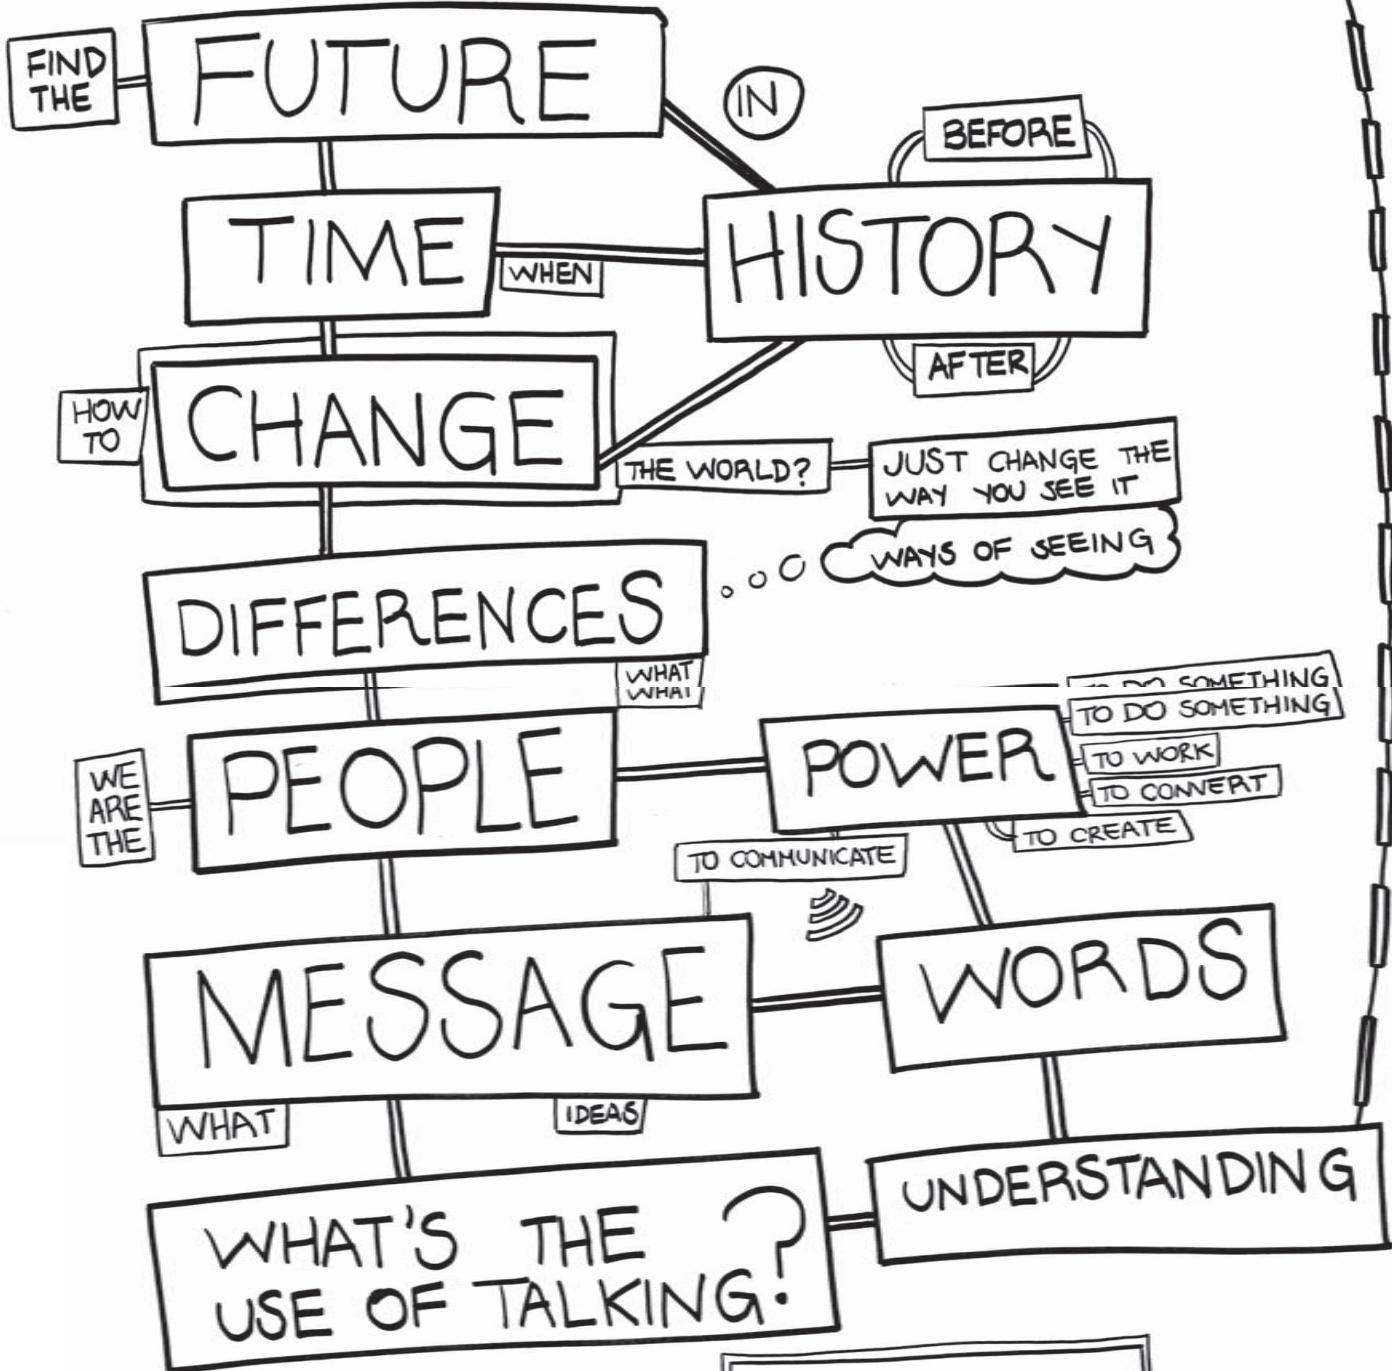 FIND
THE
FUTURE
IN
BEFORE
TIME
WHEN
HISTORY
AFTER
HOW
TO
CHANGE
THE WORLD?
JUST CHANGE THE
WAY YOU SEE IT
WAYS OF SEEING
DIFFERENCES
WHAT
WHAT
TO DO SOMETHING
TO DO SOMETHING
WE
ARE
THE
PEOPLE
POWER
TO WORK
TO CONVERT
TO CREATE
TO COMMUNICATE
MESSAGE
WORDS
WHAT
IDEAS
UNDERSTANDING
WHAT'S THE
USE OF TALKING?